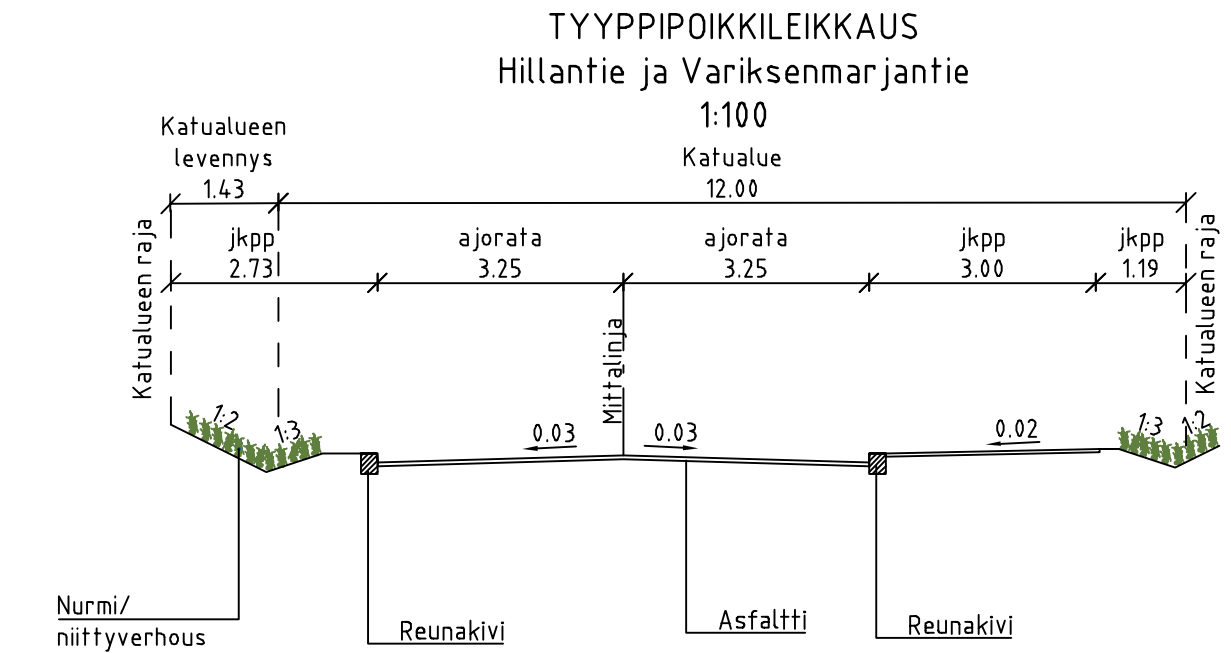 TYYPPIPOIKKILEIKKAUS
Hillantie ja Variksenmarjantie
1:100
Katualueen
levennys
1.43
Katualue
12.00
jkpp
2.73
ajorata
3.25
ajorata
3.25
jkpp
3.00
jkpp
1.19
Katualueen raja
Mittalinja
Katualueen raja
1:2
1:3
0.03
0.03
0.02
1:3
1:2
Nurmi/
niittyverhous
Reunakivi
Asfaltti
Reunakivi